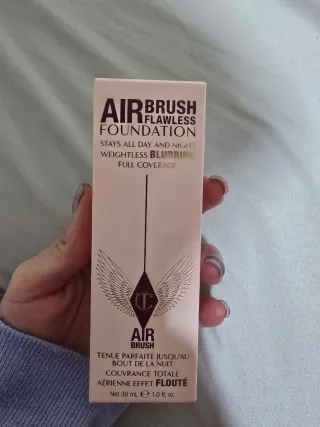 AIRBRUSH
FLAWLESS
FOUNDATION
STAYS ALL DAY AND NIGHT
WEIGHTLESS BLURRING
FULL COVERAGE
CT
AIR
BRUSH
TENUE PARFAITE JUSQU'AU
BOUT DE LA NUIT
COUVRANCE TOTALE
AÉRIENNE EFFET FLOUTÉ
Net 30 mL ℮ 1.0 fl. oz.